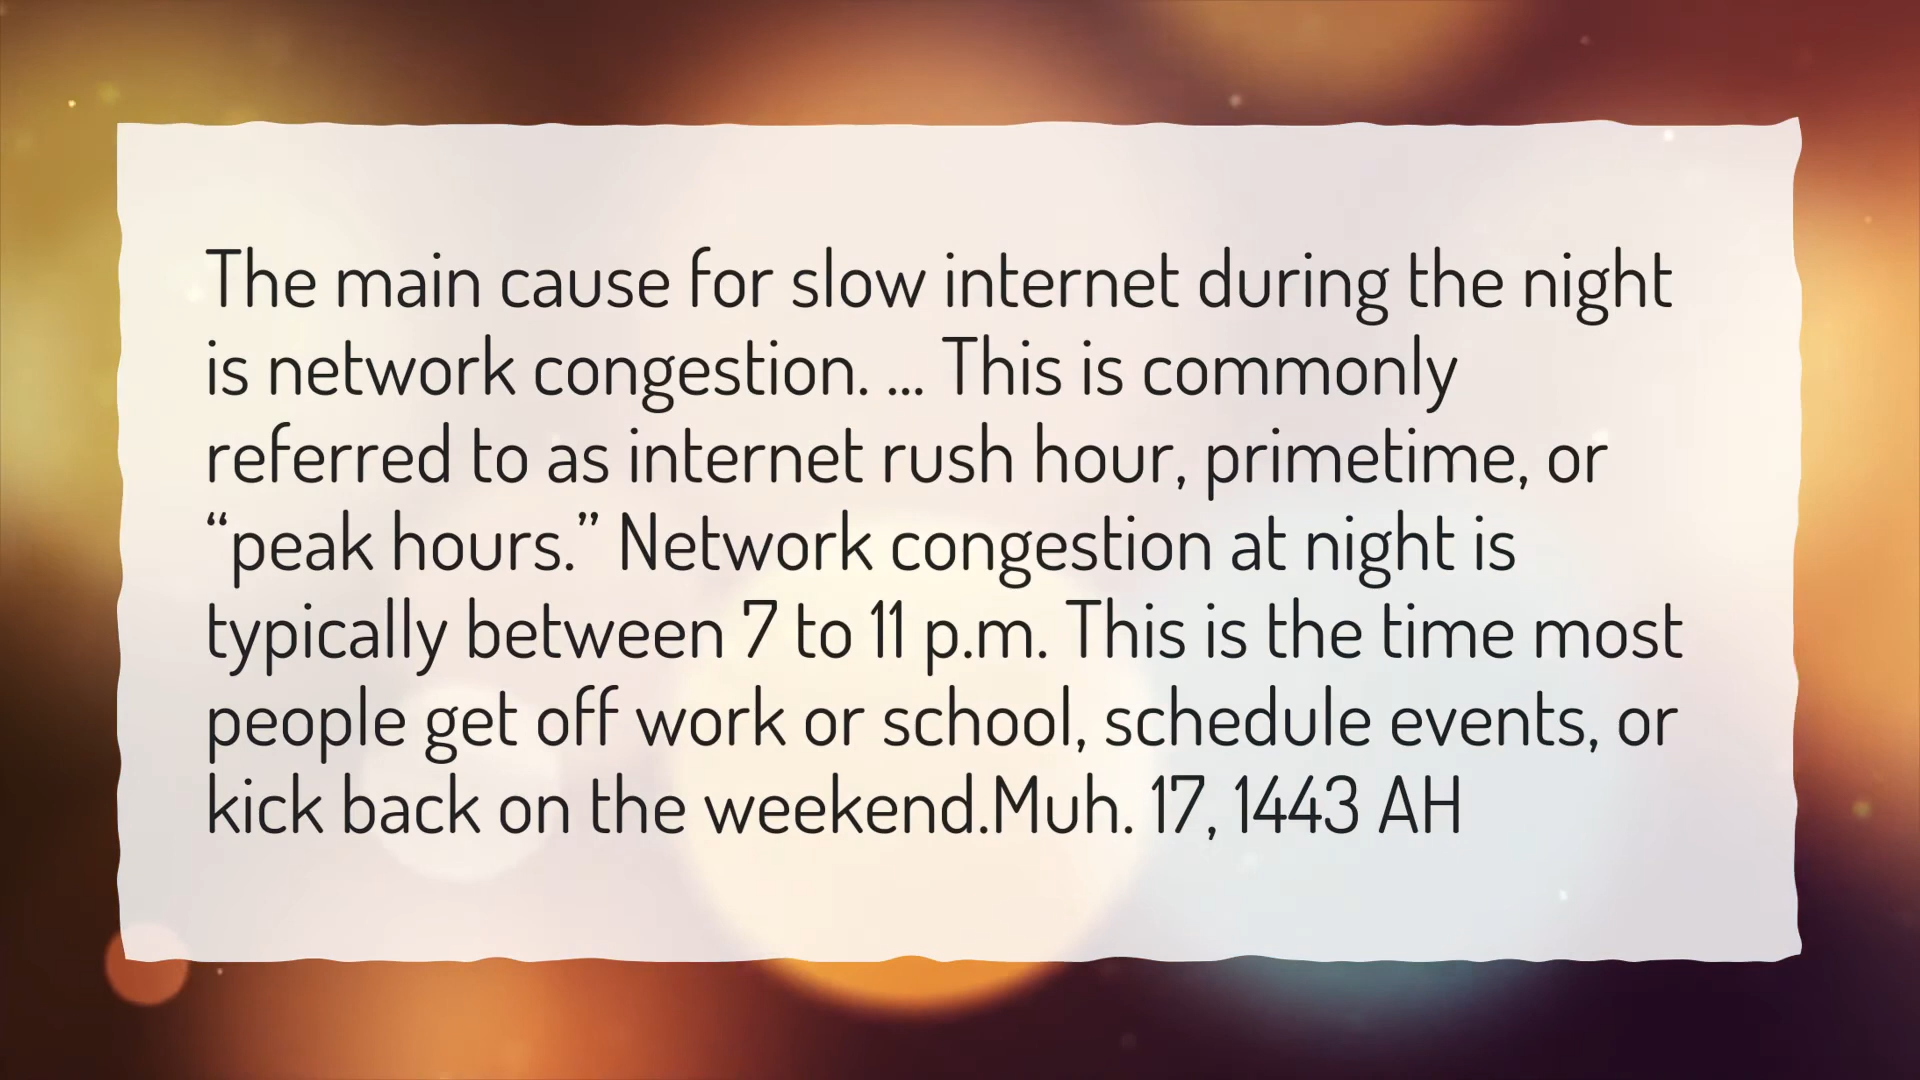 The main cause for slow internet during the night
is network congestion. ... This is commonly
referred to as internet rush hour, primetime, or
“peak hours.” Network congestion at night is
typically between 7 to 11 p.m. This is the time most
people get off work or school, schedule events, or
kick back on the weekend.Muh. 17, 1443 AH